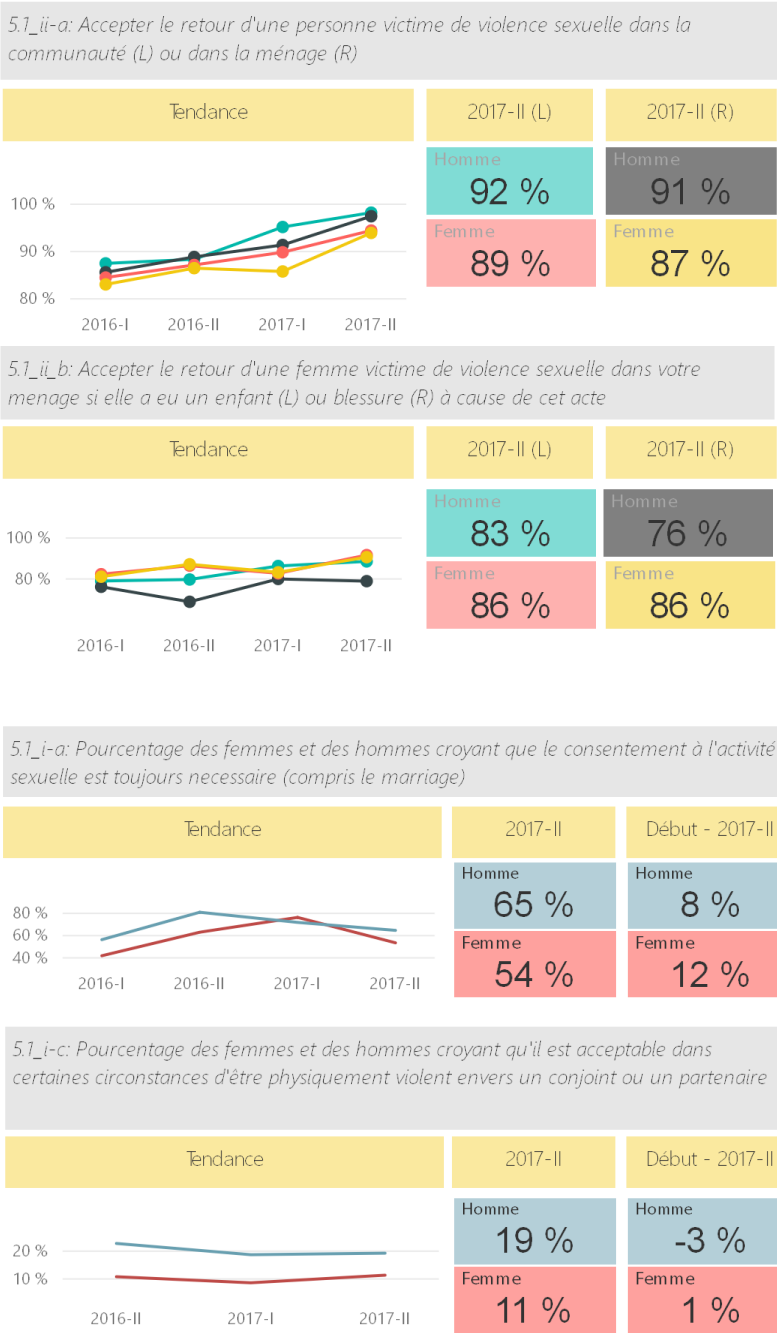 5.1_ii-a: Accepter le retour d'une personne victime de violence sexuelle dans la
communauté (L) ou dans la ménage (R)
Tendance
2017-II (L)
2017-II (R)
100 %
90 %
80 %
2016-I
2016-II
2017-I
2017-II
Homme
92 %
Homme
91 %
Femme
89 %
Femme
87 %
5.1_ii_b: Accepter le retour d'une femme victime de violence sexuelle dans votre
menage si elle a eu un enfant (L) ou blessure (R) à cause de cet acte
Tendance
2017-II (L)
2017-II (R)
100 %
80 %
2016-I
2016-II
2017-I
2017-II
Homme
83 %
Homme
76 %
Femme
86 %
Femme
86 %
5.1_i-a: Pourcentage des femmes et des hommes croyant que le consentement à l'activité
sexuelle est toujours necessaire (compris le marriage)
Tendance
2017-II
Début - 2017-II
80 %
60 %
40 %
2016-I
2016-II
2017-I
2017-II
Homme
65 %
Homme
8 %
Femme
54 %
Femme
12 %
5.1_i-c: Pourcentage des femmes et des hommes croyant qu'il est acceptable dans
certaines circonstances d'être physiquement violent envers un conjoint ou un partenaire
Tendance
2017-II
Début - 2017-II
20 %
10 %
2016-II
2017-I
2017-II
Homme
19 %
Homme
-3 %
Femme
11 %
Femme
1 %